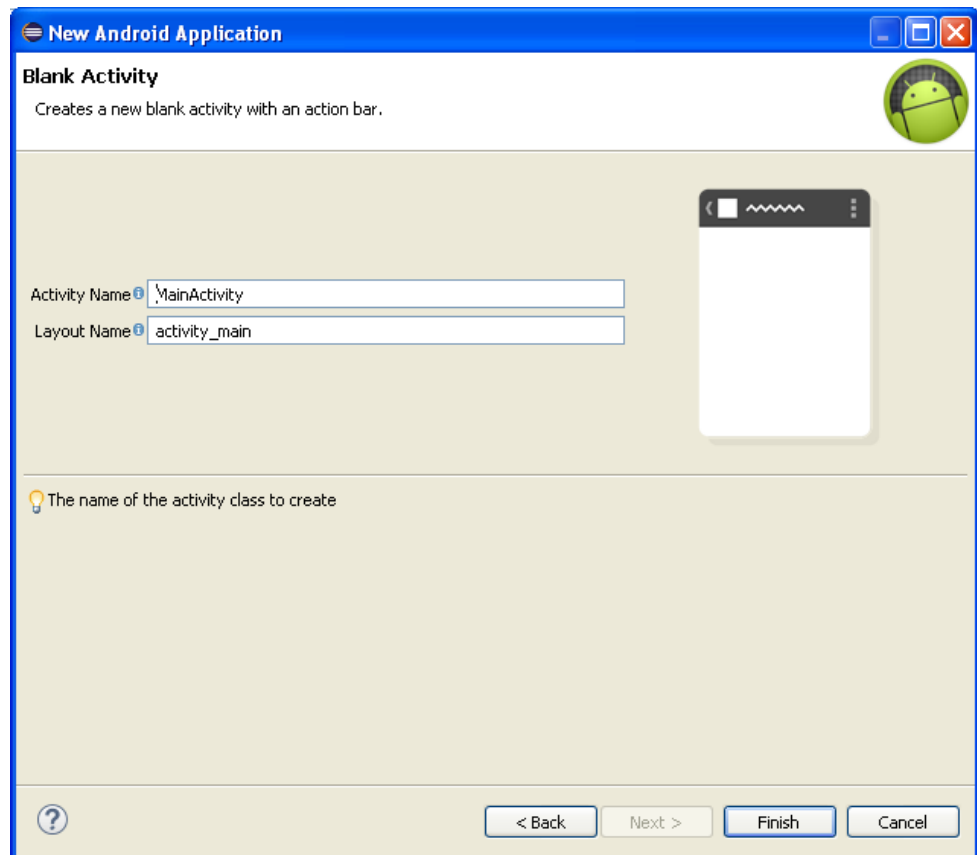 New Android Application
Blank Activity
Creates a new blank activity with an action bar.
Activity Name MainActivity
Layout Name activity_main
The name of the activity class to create
< Back Next > Finish Cancel